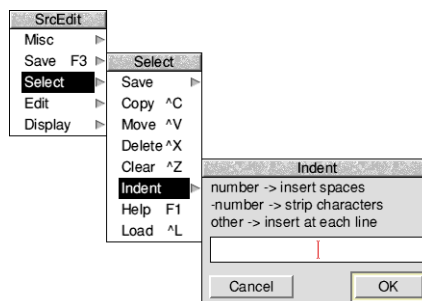 SrcEdit
Misc
Save F3
Select
Edit
Display
Select
Save
Copy ^C
Move ^V
Delete ^X
Clear ^Z
Indent
Help F1
Load ^L
Indent
number -> insert spaces
-number -> strip characters
other -> insert at each line
Cancel OK